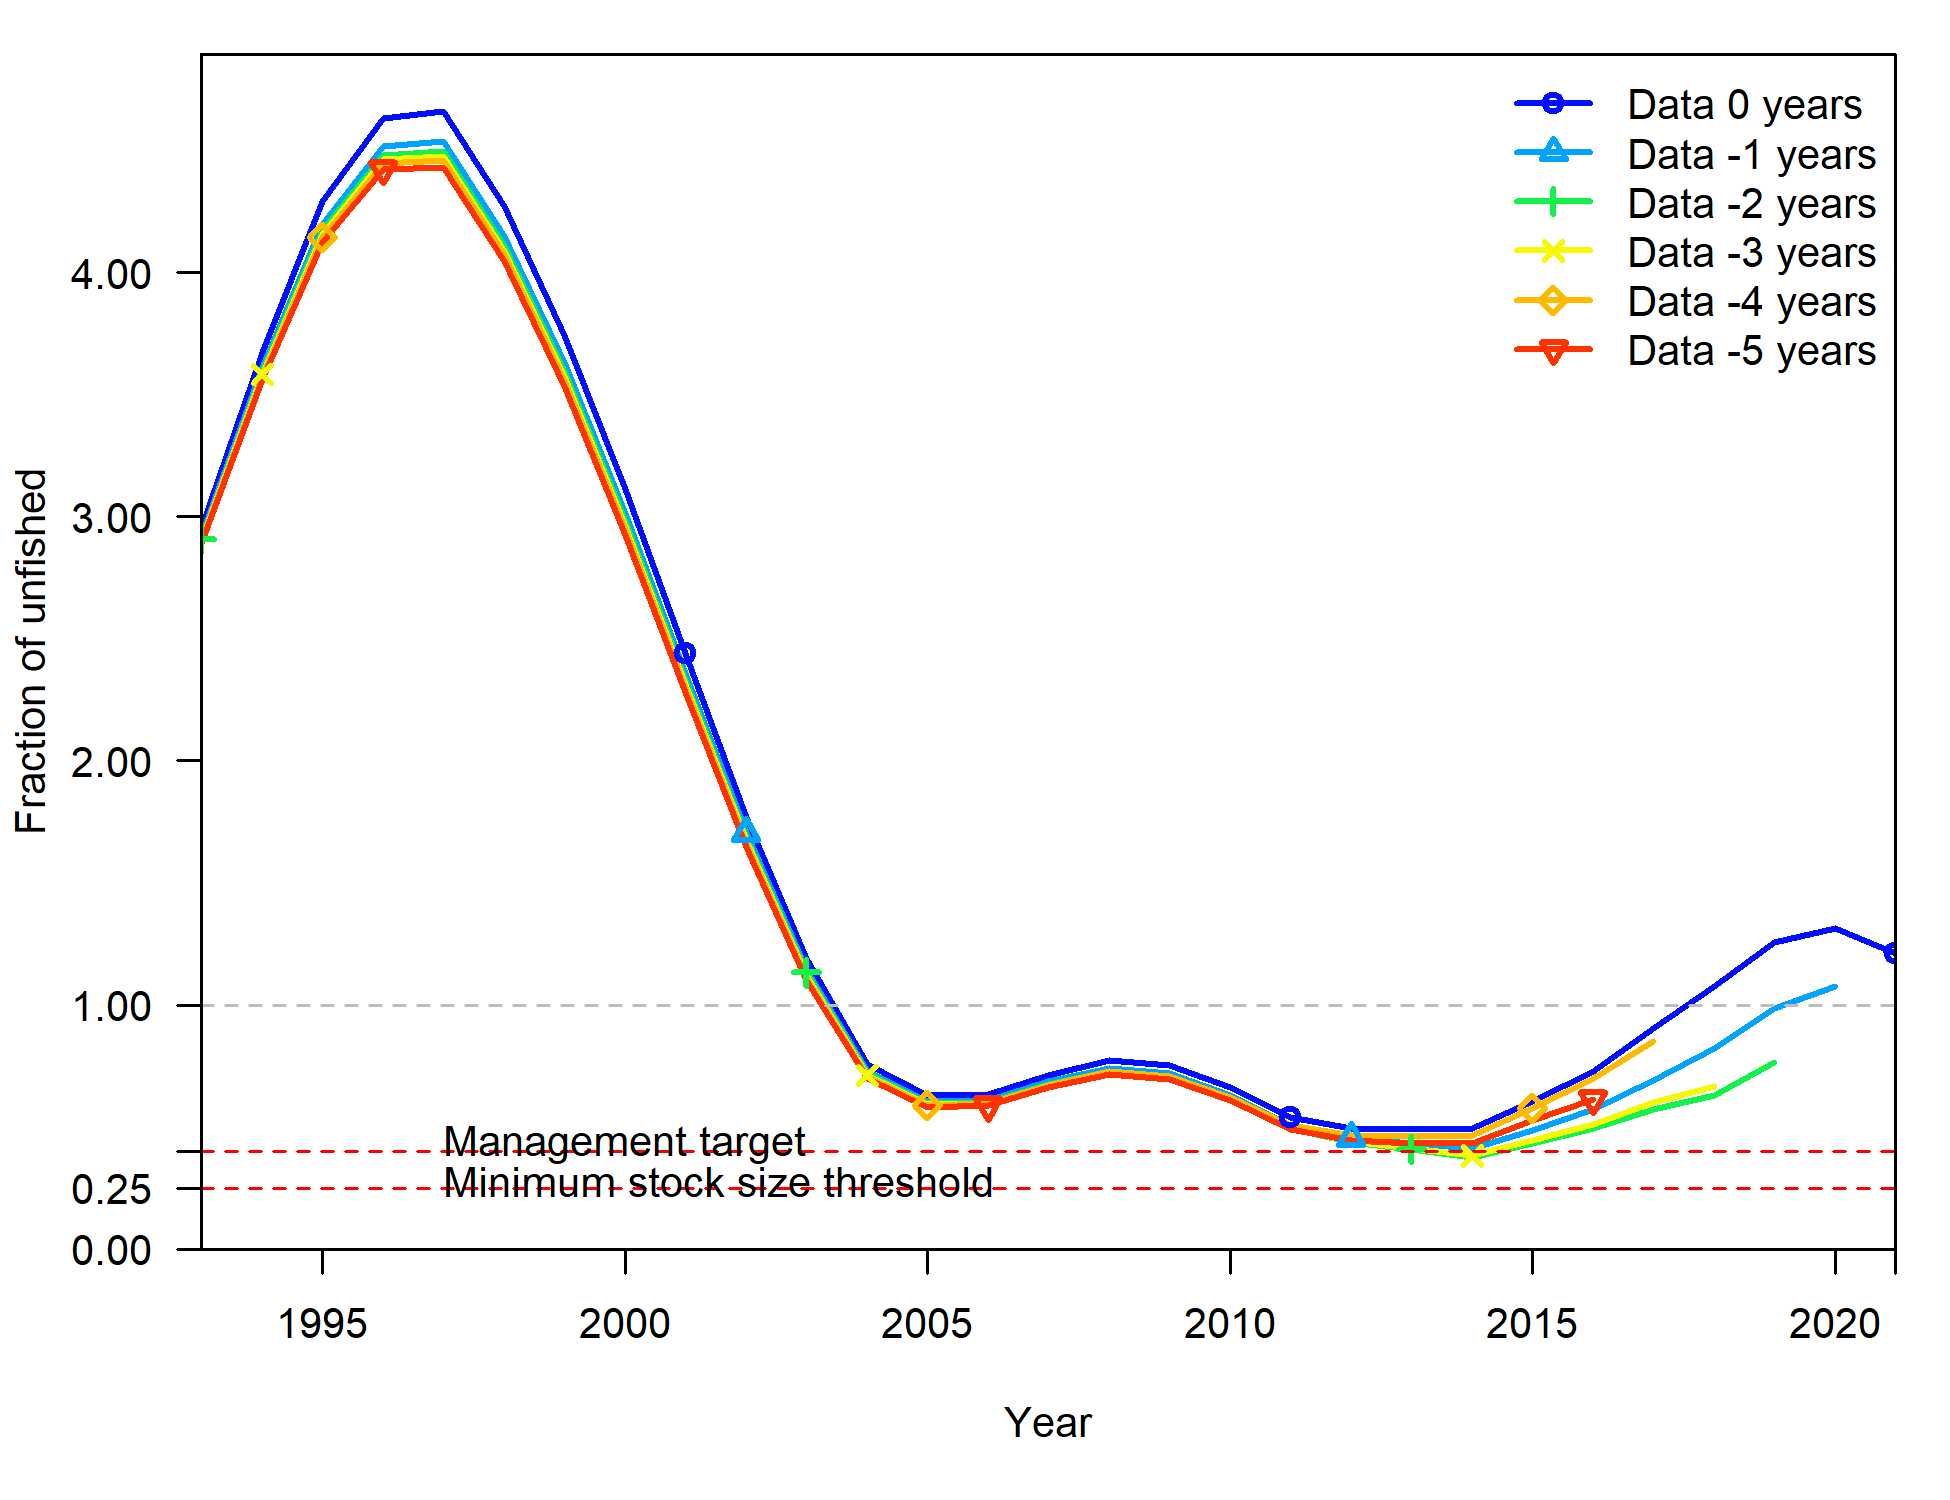 Data 0 years
Data -1 years
Data -2 years
Data -3 years
Data -4 years
Data -5 years
Fraction of unfished
4.00
3.00
2.00
1.00
0.25
0.00
Management target
Minimum stock size threshold
1995 2000 2005 2010 2015 2020
Year